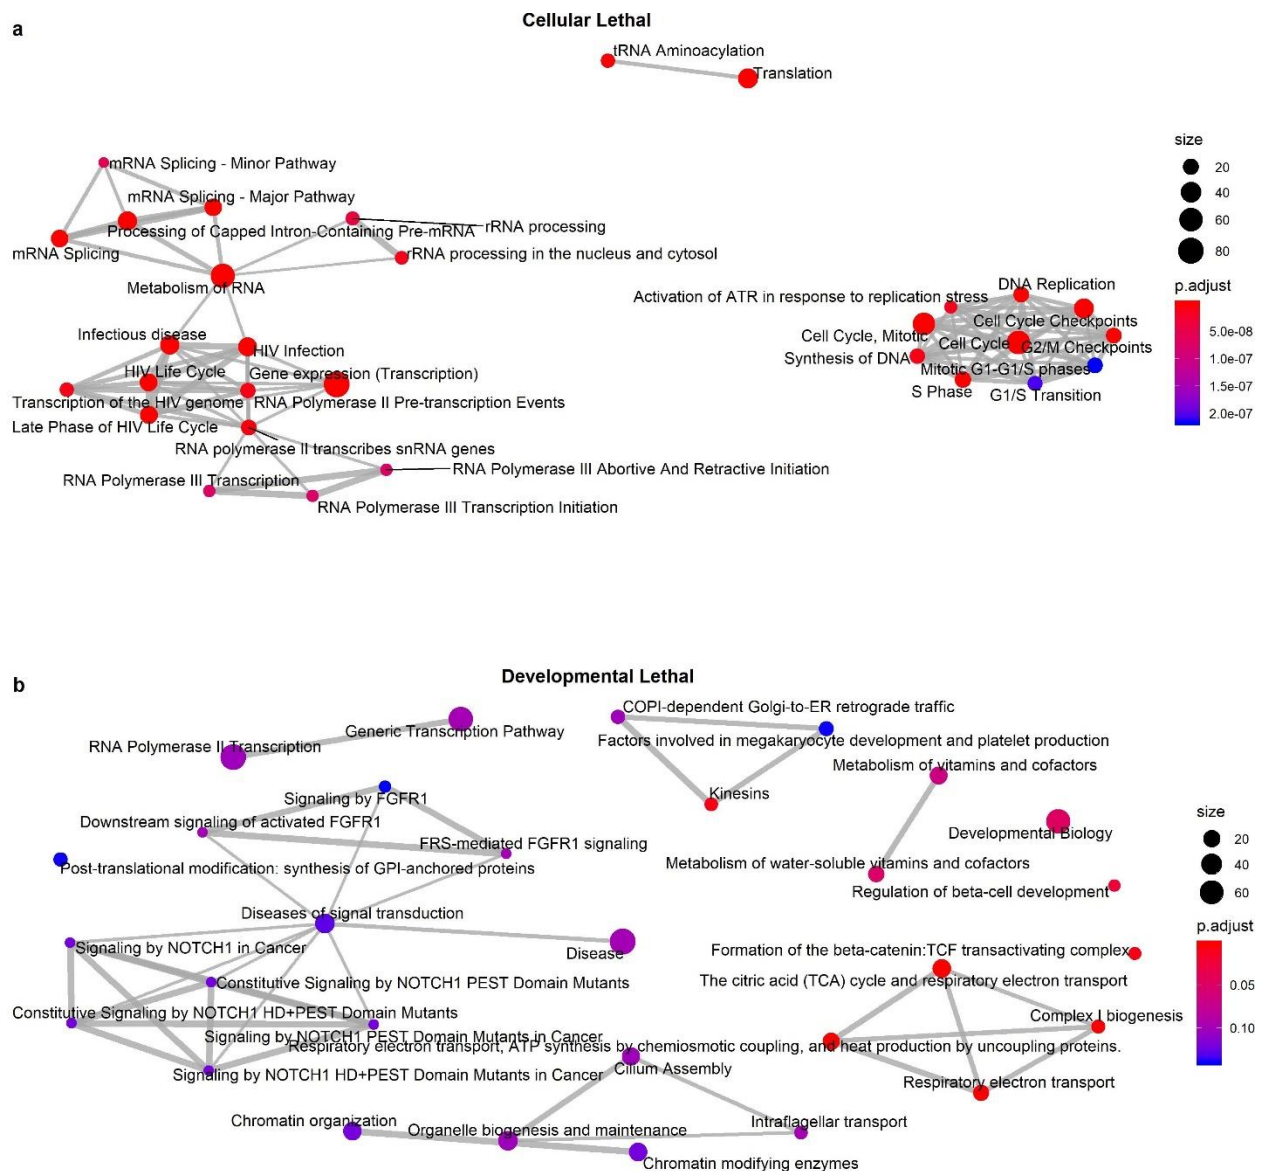 Cellular Lethal
a
tRNA Aminoacylation
Translation
size
20
40
60
80
p.adjust
5.0e-08
1.0e-07
1.5e-07
2.0e-07
mRNA Splicing - Minor Pathway
mRNA Splicing - Major Pathway
Processing of Capped Intron-Containing Pre-mRNA
rRNA processing
mRNA Splicing
rRNA processing in the nucleus and cytosol
Metabolism of RNA
Infectious disease
HIV Infection
HIV Life Cycle
Gene expression (Transcription)
Transcription of the HIV genome
RNA Polymerase II Pre-transcription Events
Late Phase of HIV Life Cycle
RNA polymerase II transcribes snRNA genes
RNA Polymerase III Abortive And Retractive Initiation
RNA Polymerase III Transcription
RNA Polymerase III Transcription Initiation
DNA Replication
Activation of ATR in response to replication stress
Cell Cycle Checkpoints
Cell Cycle, Mitotic
Cell Cycle
G2/M Checkpoints
Synthesis of DNA
Mitotic G1-G1/S phases
S Phase
G1/S Transition
Developmental Lethal
b
Generic Transcription Pathway
RNA Polymerase II Transcription
Signaling by FGFR1
Downstream signaling of activated FGFR1
FRS-mediated FGFR1 signaling
Post-translational modification: synthesis of GPI-anchored proteins
Diseases of signal transduction
Disease
Signaling by NOTCH1 in Cancer
Constitutive Signaling by NOTCH1 PEST Domain Mutants
Constitutive Signaling by NOTCH1 HD+PEST Domain Mutants
Signaling by NOTCH1 PEST Domain Mutants in Cancer
Signaling by NOTCH1 HD+PEST Domain Mutants in Cancer
COPI-dependent Golgi-to-ER retrograde traffic
Factors involved in megakaryocyte development and platelet production
Kinesins
Metabolism of vitamins and cofactors
Developmental Biology
Metabolism of water-soluble vitamins and cofactors
Regulation of beta-cell development
Formation of the beta-catenin:TCF transactivating complex
The citric acid (TCA) cycle and respiratory electron transport
Complex I biogenesis
Respiratory electron transport, ATP synthesis by chemiosmotic coupling, and heat production by uncoupling proteins.
Respiratory electron transport
Cilium Assembly
Intraflagellar transport
Chromatin organization
Organelle biogenesis and maintenance
Chromatin modifying enzymes
size
20
40
60
p.adjust
0.05
0.10